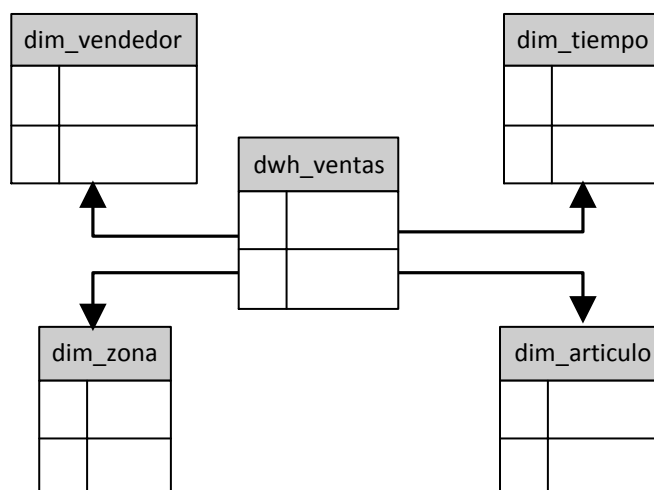 dim_vendedor
dim_tiempo
dwh_ventas
dim_zona
dim_articulo